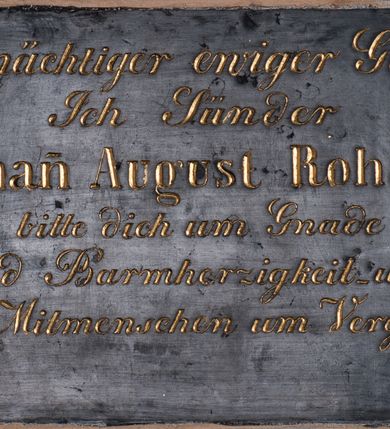 mächtiger ewiger G
Ich Sünder
hañ August Roh
bitte dich um Gnade
d Barmherzigkeit u
Mitmenschen um Verg